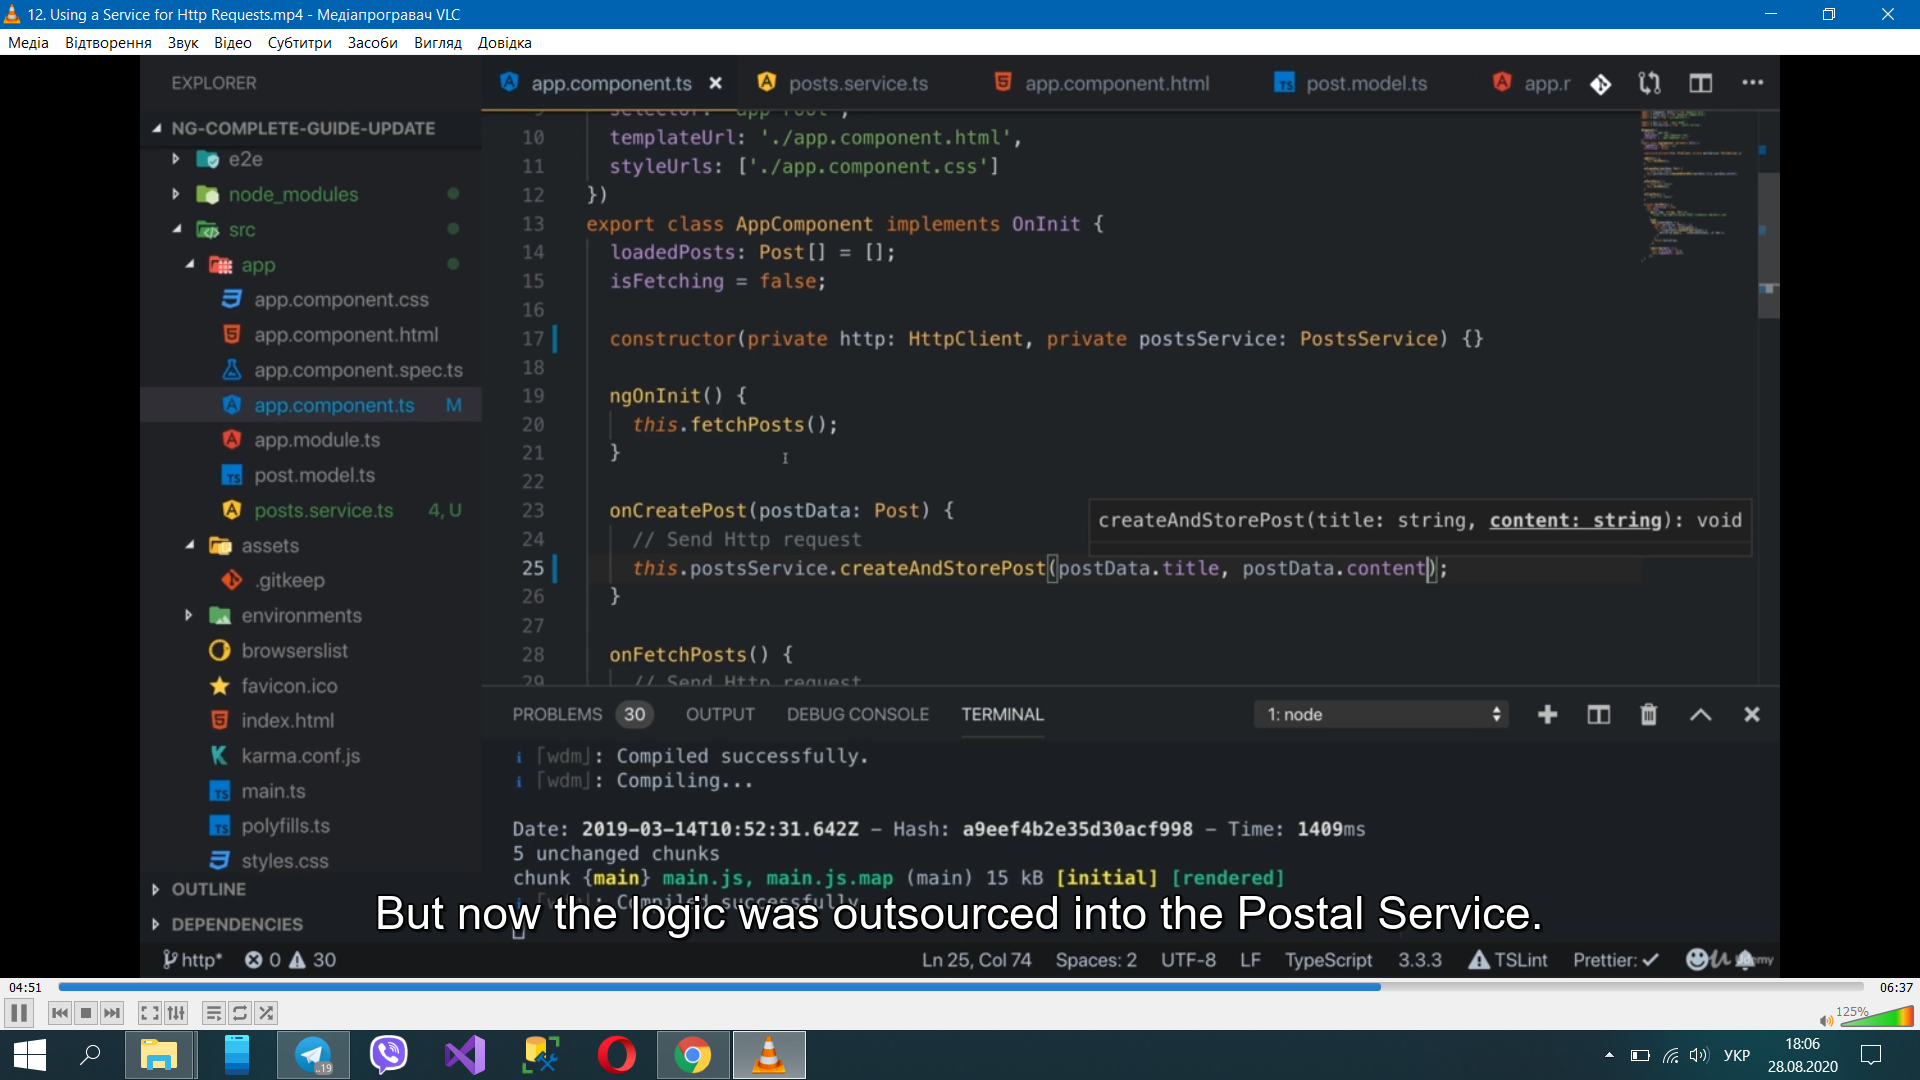 12. Using a Service for Http Requests.mp4 - Медіапрогравач VLC
Медіа Відтворення Звук Відео Субтитри Засоби Вигляд Довідка
EXPLORER
NG-COMPLETE-GUIDE-UPDATE
e2e
node_modules
src
app
app.component.css
app.component.html
app.component.spec.ts
app.component.ts M
app.module.ts
post.model.ts
posts.service.ts 4, U
assets
.gitkeep
environments
browserslist
favicon.ico
index.html
karma.conf.js
main.ts
polyfills.ts
styles.css
OUTLINE
DEPENDENCIES
app.component.ts posts.service.ts app.component.html post.model.ts app.r
9 selector: 'app-root',
10 templateUrl: './app.component.html',
11 styleUrls: ['./app.component.css']
12 })
13 export class AppComponent implements OnInit {
14 loadedPosts: Post[] = [];
15 isFetching = false;
16
17 constructor(private http: HttpClient, private postsService: PostsService) {}
18
19 ngOnInit() {
20 this.fetchPosts();
21 }
22
23 onCreatePost(postData: Post) {
createAndStorePost(title: string, content: string): void
24 // Send Http request
25 this.postsService.createAndStorePost(postData.title, postData.content);
26 }
27
28 onFetchPosts() {
29 // Send Http request
PROBLEMS 30 OUTPUT DEBUG CONSOLE TERMINAL 1: node
i ｢wdm｣: Compiled successfully.
i ｢wdm｣: Compiling...
Date: 2019-03-14T10:52:31.642Z - Hash: a9eef4b2e35d30acf998 - Time: 1409ms
5 unchanged chunks
chunk {main} main.js, main.js.map (main) 15 kB [initial] [rendered]
i ｢wdm｣: Compiled successfully.
But now the logic was outsourced into the Postal Service.
http* 0 30 Ln 25, Col 74 Spaces: 2 UTF-8 LF TypeScript 3.3.3 TSLint Prettier: ✓
04:51 06:37
125%
..19
УКР
18:06
28.08.2020